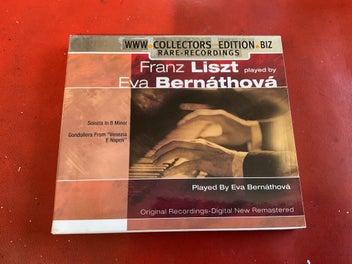 WWW.COLLECTORS EDITION.BIZ
RARE-RECORDINGS
Franz Liszt played by
Eva Bernáthová
Sonata In B Minor
Gondoliera From "Venezia
E Napoli"
Played By Eva Bernáthová
Original Recordings-Digital New Remastered